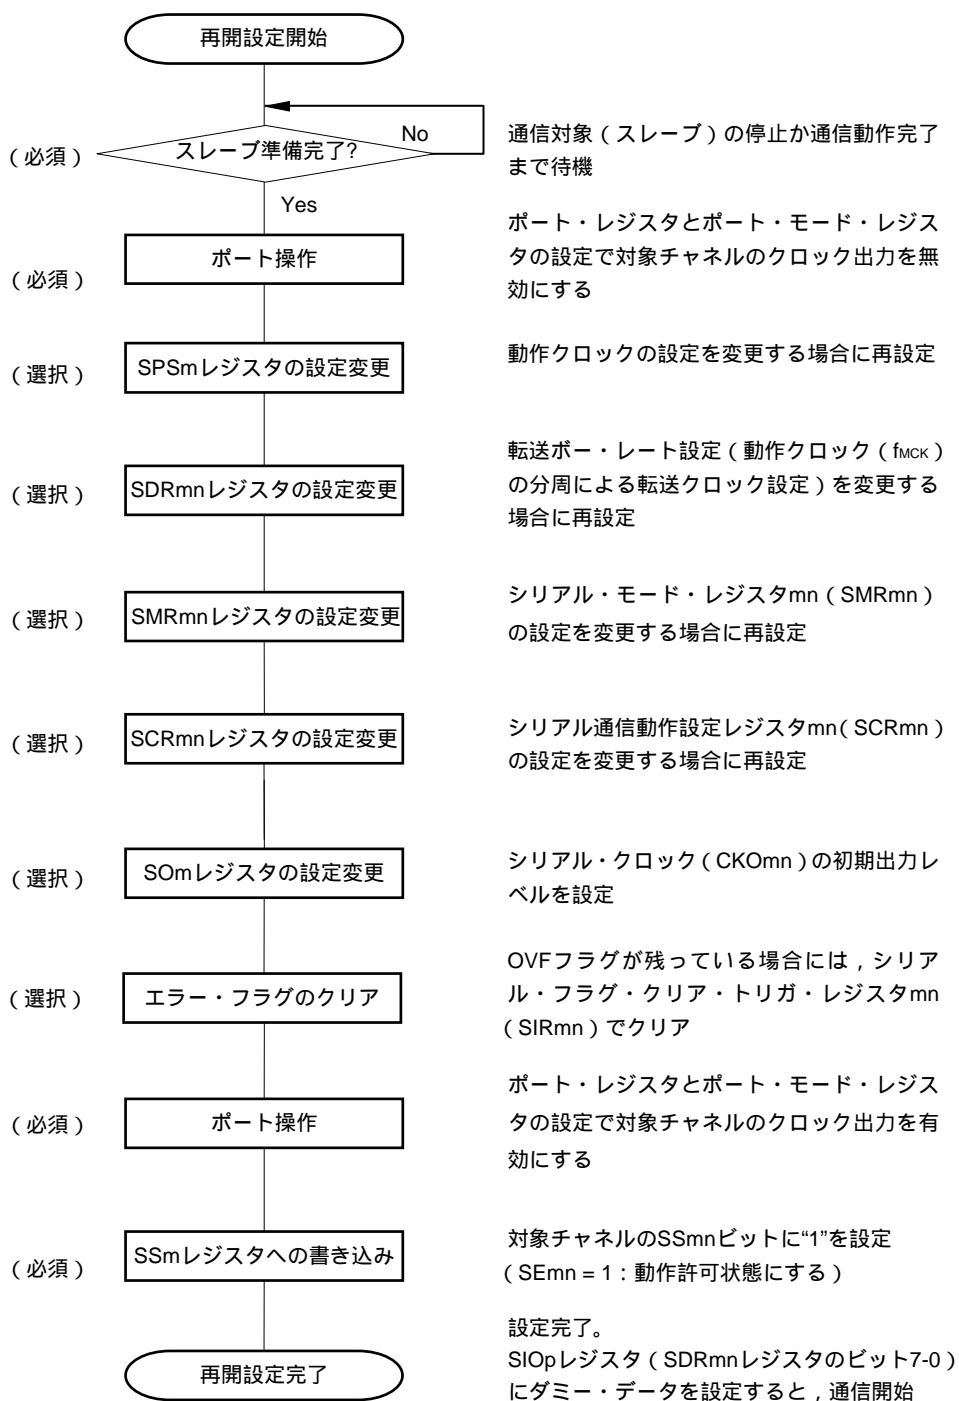 再開設定開始
No
通信対象（スレーブ）の停止か通信動作完了
まで待機
（必須）
スレーブ準備完了?
Yes
ポート・レジスタとポート・モード・レジス
タの設定で対象チャネルのクロック出力を無
効にする
（必須）
ポート操作
（選択）
SPSmレジスタの設定変更
動作クロックの設定を変更する場合に再設定
（選択）
SDRmnレジスタの設定変更
転送ボー・レート設定（動作クロック（fMCK）
の分周による転送クロック設定）を変更する
場合に再設定
（選択）
SMRmnレジスタの設定変更
シリアル・モード・レジスタmn（SMRmn）
の設定を変更する場合に再設定
（選択）
SCRmnレジスタの設定変更
シリアル通信動作設定レジスタmn（SCRmn）
の設定を変更する場合に再設定
（選択）
SOmレジスタの設定変更
シリアル・クロック（CKOmn）の初期出力レ
ベルを設定
（選択）
エラー・フラグのクリア
OVFフラグが残っている場合には，シリア
ル・フラグ・クリア・トリガ・レジスタmn
（SIRmn）でクリア
（必須）
ポート操作
ポート・レジスタとポート・モード・レジス
タの設定で対象チャネルのクロック出力を有
効にする
（必須）
SSmレジスタへの書き込み
対象チャネルのSSmnビットに“1”を設定
（SEmn = 1：動作許可状態にする）
再開設定完了
設定完了。
SIOpレジスタ（SDRmnレジスタのビット7-0）
にダミー・データを設定すると，通信開始